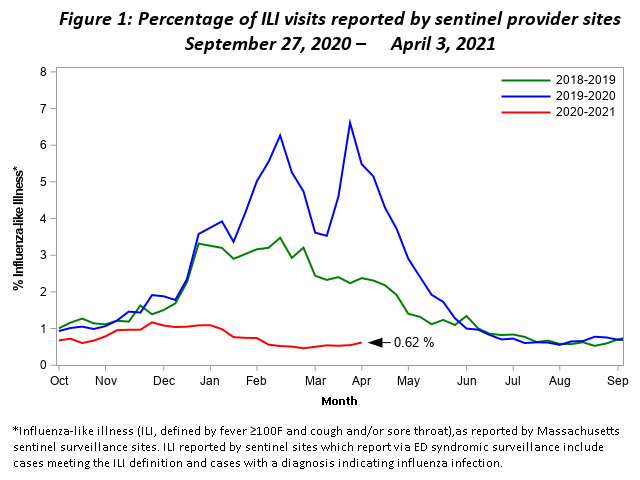 Figure 1: Percentage of ILI visits reported by sentinel provider sites
September 27, 2020 – April 3, 2021
8
7
6
5
4
3
2
1
0
% Influenza-like Illness*
2018-2019
2019-2020
2020-2021
0.62 %
Oct Nov Dec Jan Feb Mar Apr May Jun Jul Aug Sep
Month
*Influenza-like illness (ILI, defined by fever ≥100F and cough and/or sore throat),as reported by Massachusetts
sentinel surveillance sites. ILI reported by sentinel sites which report via ED syndromic surveillance include
cases meeting the ILI definition and cases with a diagnosis indicating influenza infection.